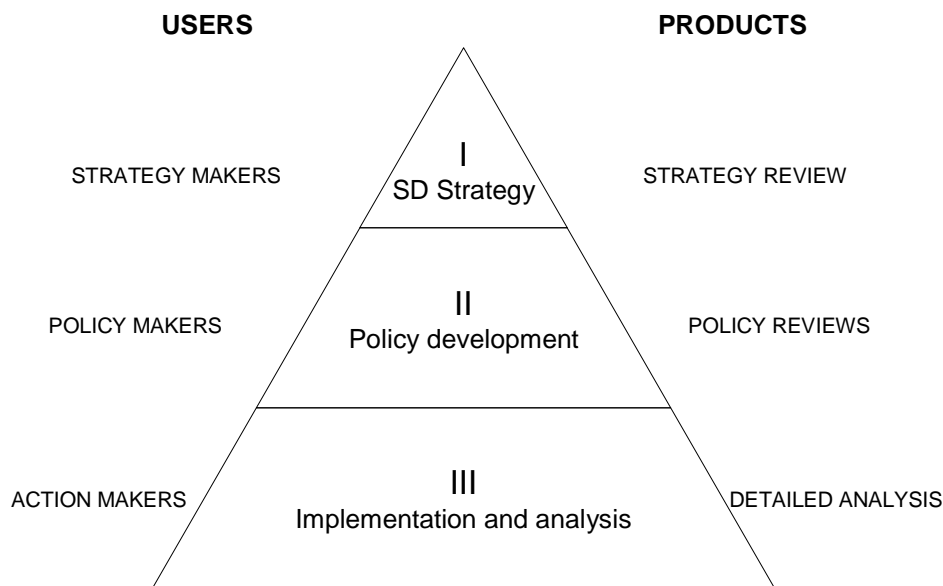 USERS
PRODUCTS
I
SD Strategy
STRATEGY MAKERS
STRATEGY REVIEW
II
Policy development
POLICY MAKERS
POLICY REVIEWS
III
Implementation and analysis
ACTION MAKERS
DETAILED ANALYSIS